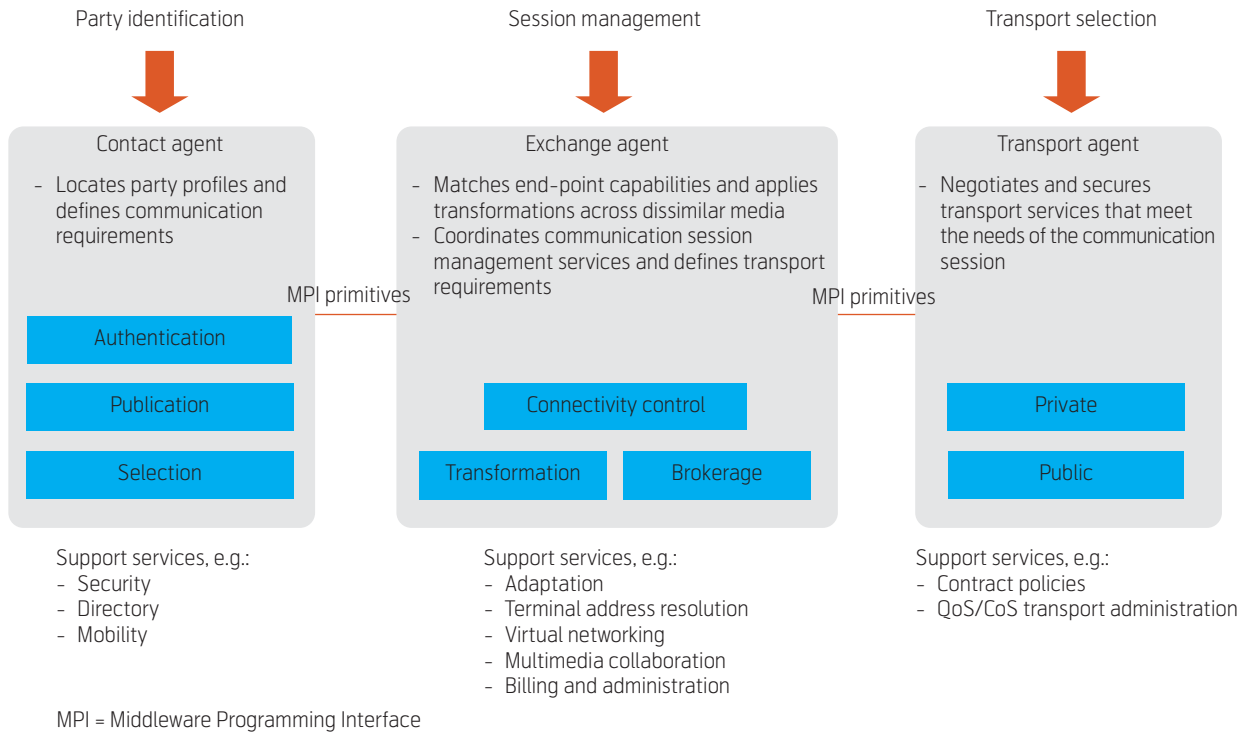 Party identification
Session management
Transport selection
Contact agent
- Locates party profiles and
defines communication
requirements
Authentication
Publication
Selection
MPI primitives
Exchange agent
- Matches end-point capabilities and applies
transformations across dissimilar media
- Coordinates communication session
management services and defines transport
requirements
Connectivity control
Transformation
Brokerage
MPI primitives
Transport agent
- Negotiates and secures
transport services that meet
the needs of the communication
session
Private
Public
Support services, e.g.:
- Security
- Directory
- Mobility
Support services, e.g.:
- Adaptation
- Terminal address resolution
- Virtual networking
- Multimedia collaboration
- Billing and administration
Support services, e.g.:
- Contract policies
- QoS/CoS transport administration
MPI = Middleware Programming Interface